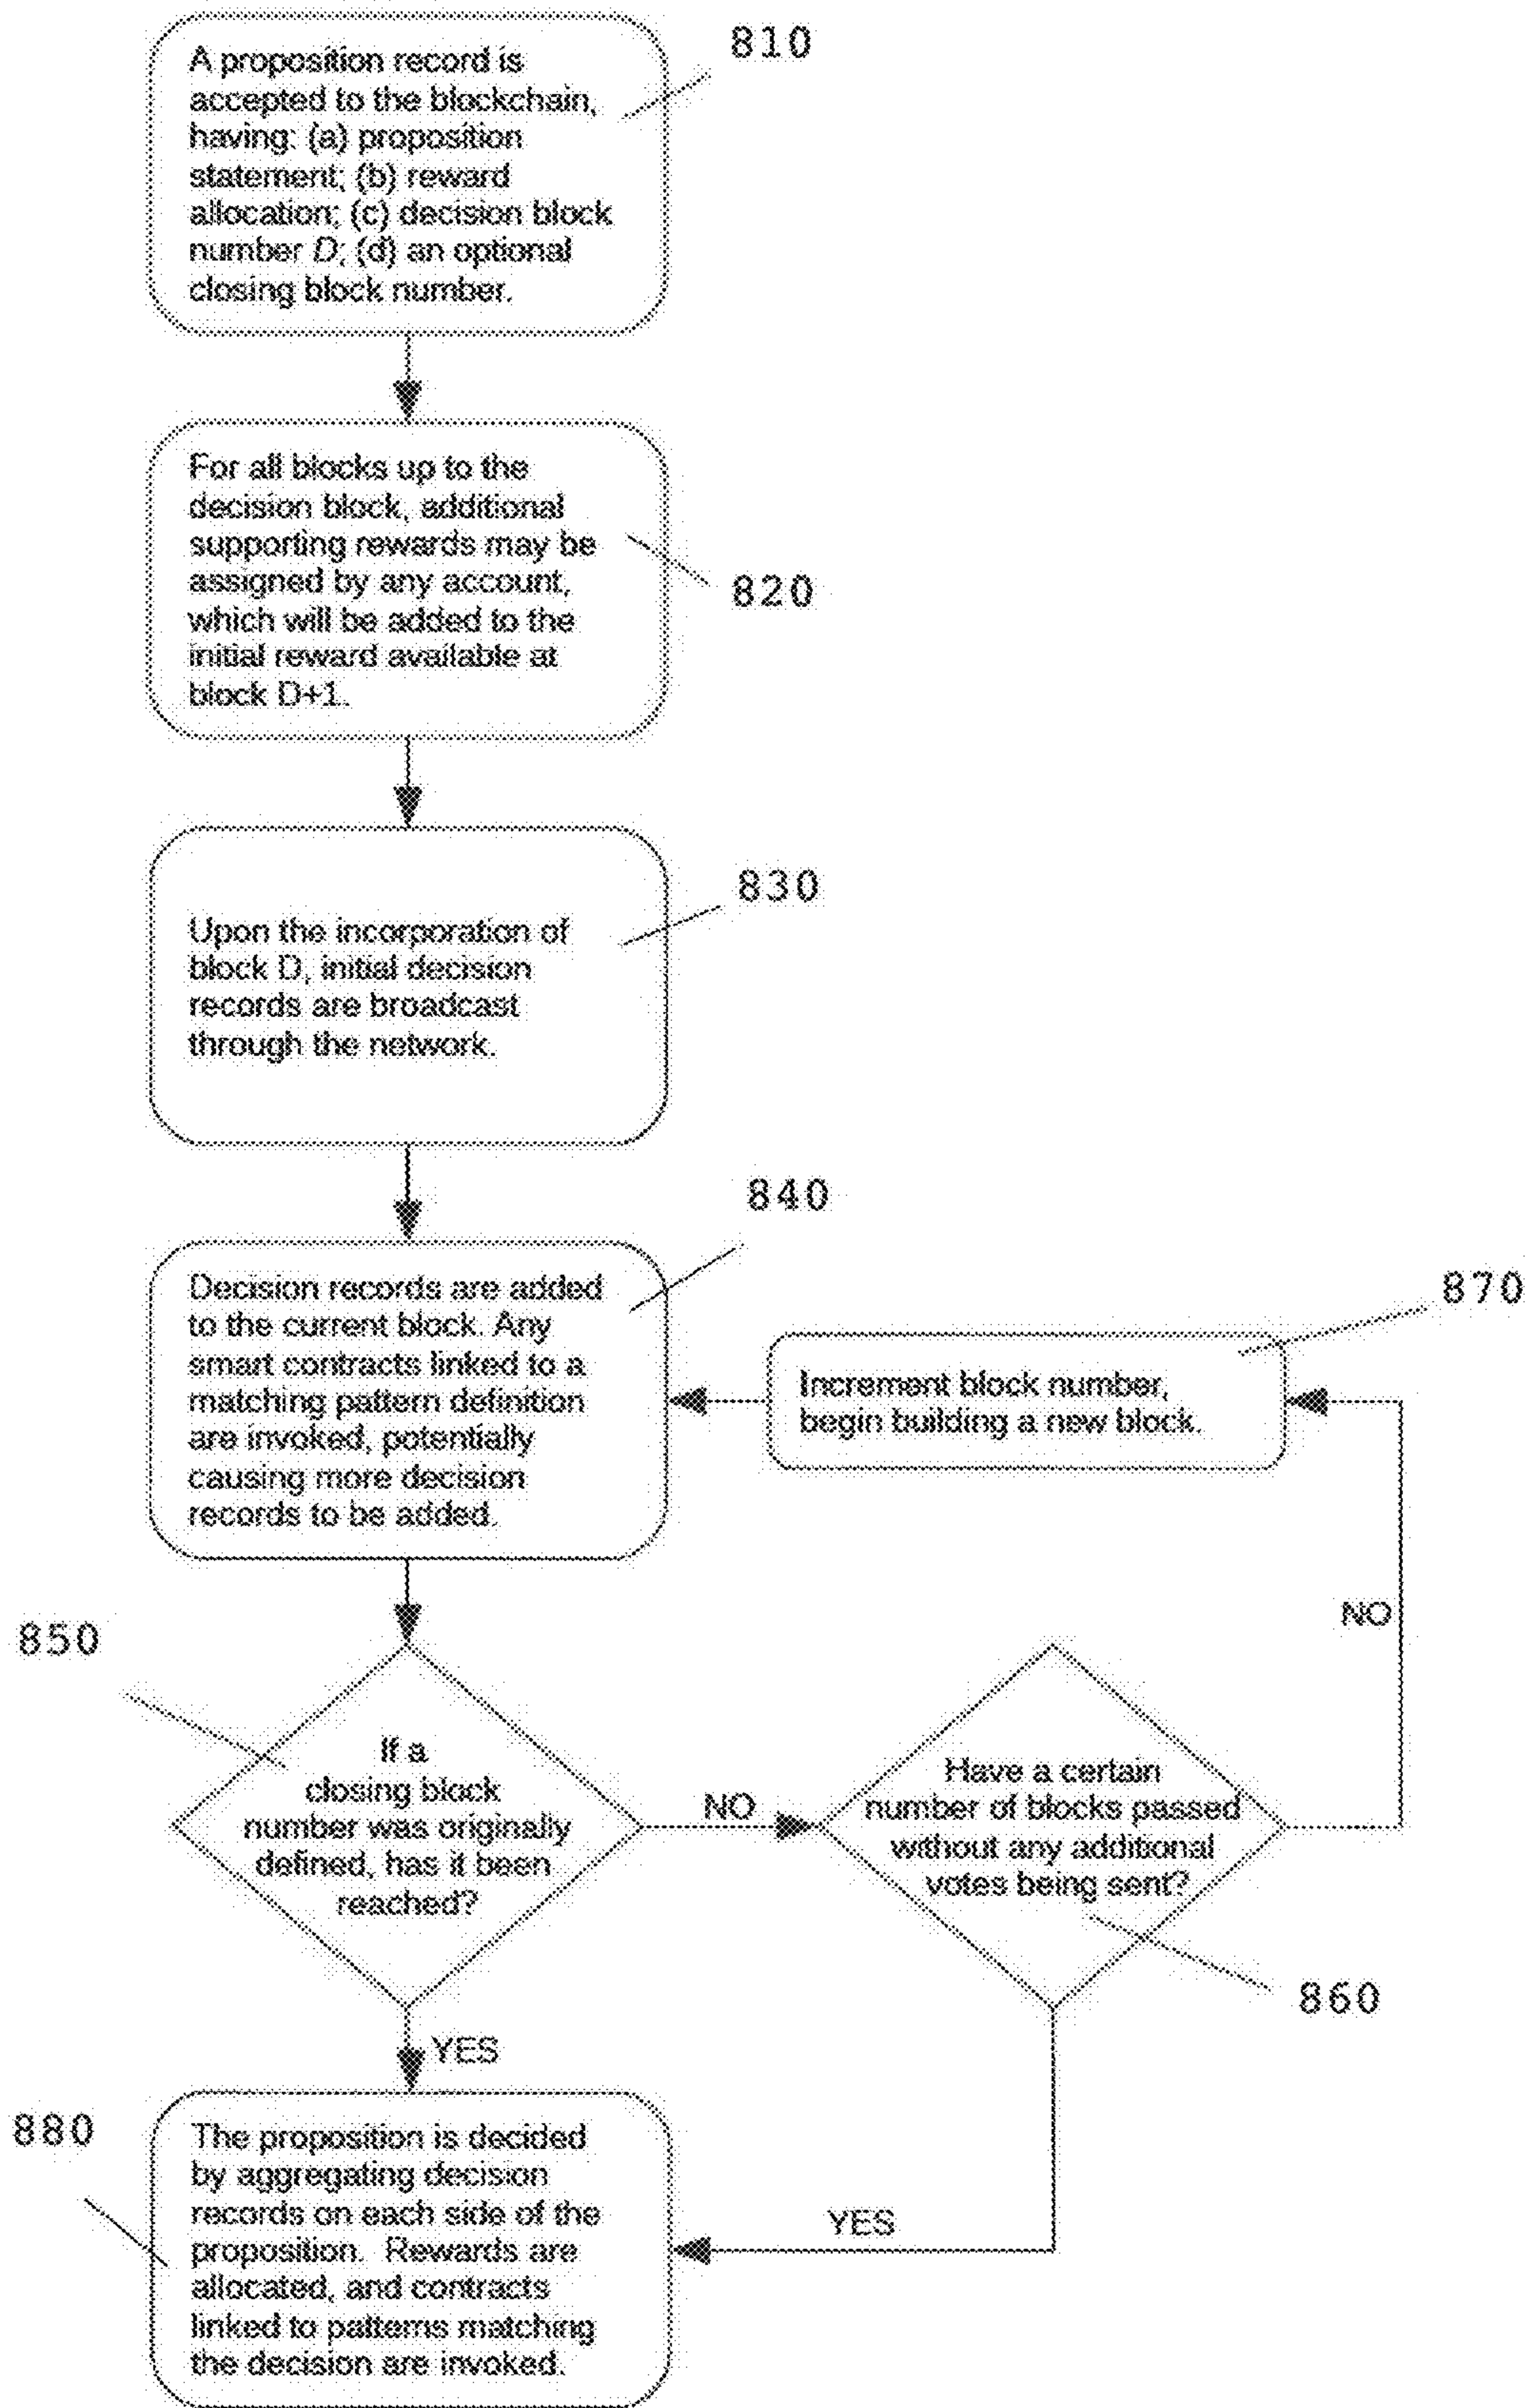 810
A proposition record is
accepted to the blockchain,
having: (a) proposition
statement; (b) reward
allocation; (c) decision block
number D; (d) an optional
closing block number.
For all blocks up to the
decision block, additional
supporting rewards may be
assigned by any account,
which will be added to the
initial reward available at
block D+1.
820
830
Upon the incorporation of
block D, initial decision
records are broadcast
through the network.
840
Decision records are added
to the current block. Any
smart contracts linked to a
matching pattern definition
are invoked, potentially
causing more decision
records to be added.
870
Increment block number,
begin building a new block.
NO
850
If a
closing block
number was originally
defined, has it been
reached?
NO
Have a certain
number of blocks passed
without any additional
votes being sent?
860
YES
880
The proposition is decided
by aggregating decision
records on each side of the
proposition. Rewards are
allocated, and contracts
linked to patterns matching
the decision are invoked.
YES